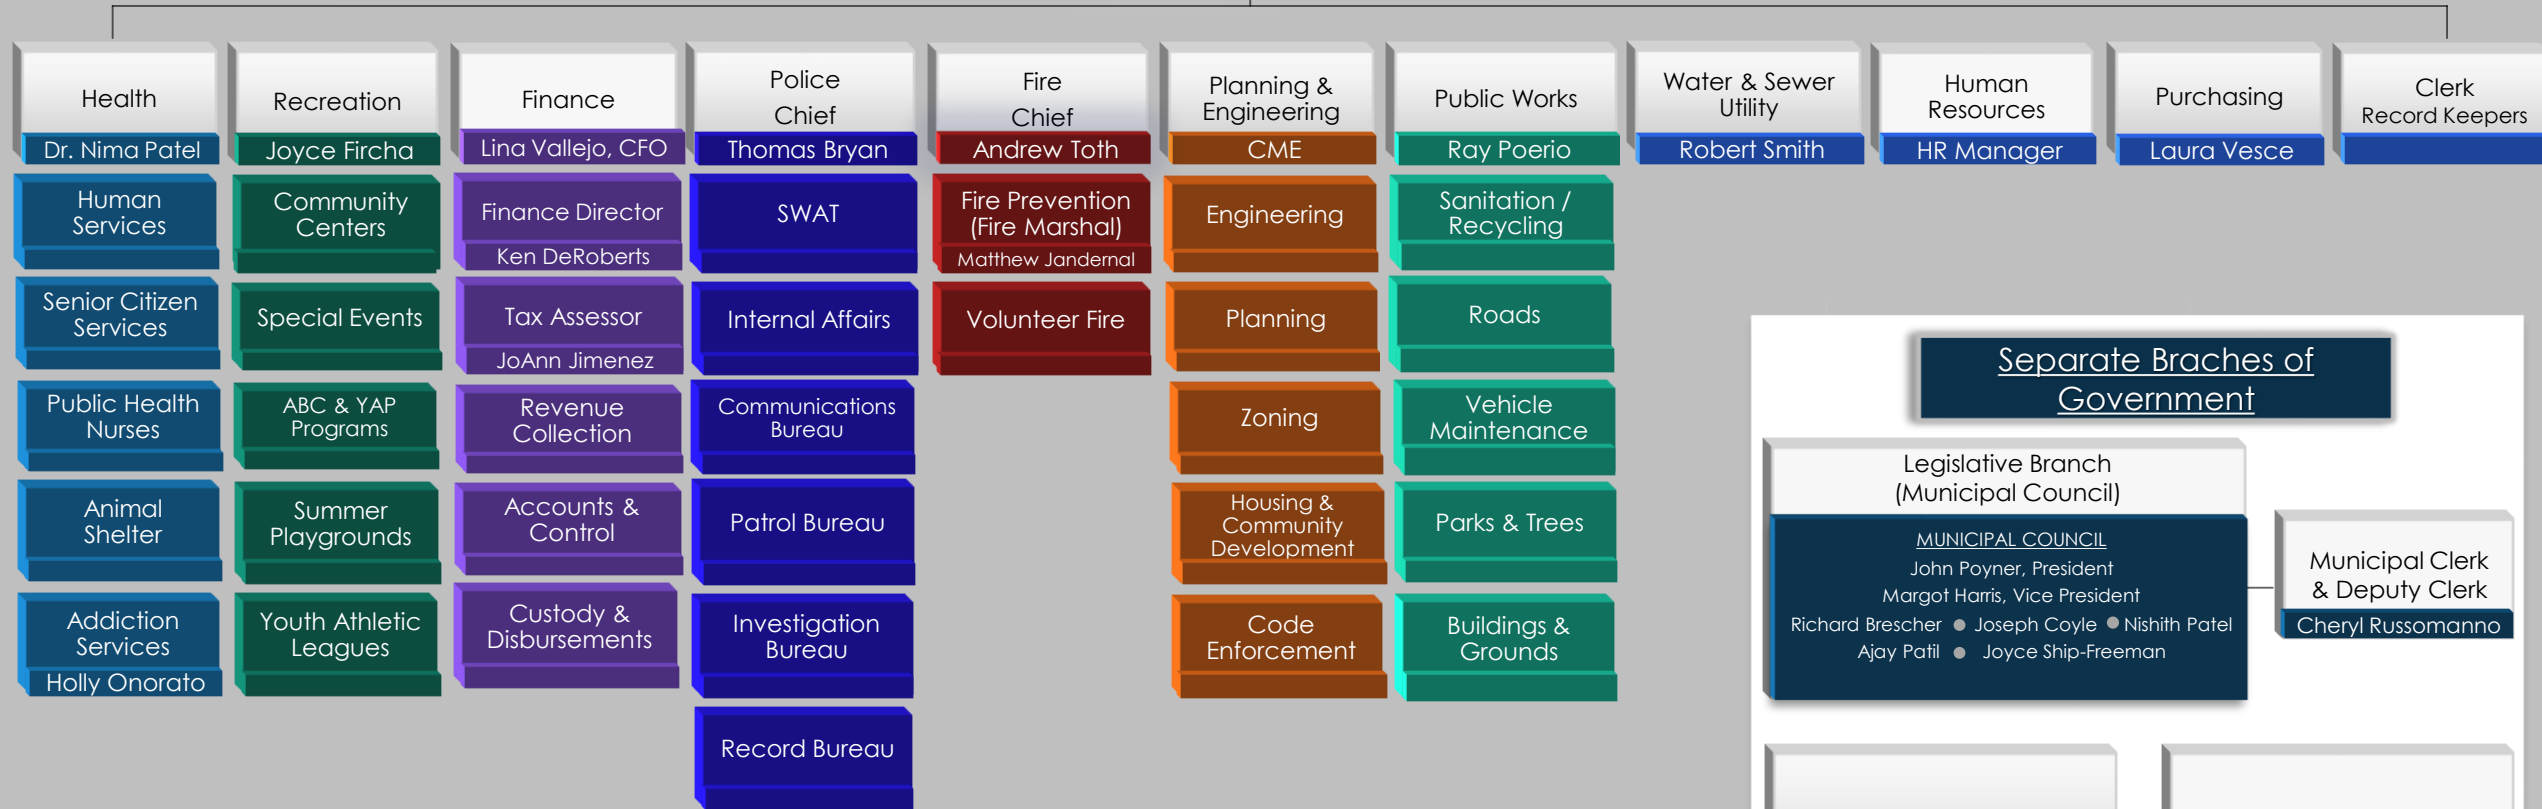 Health
Dr. Nima Patel
Human
Services
Senior Citizen
Services
Public Health
Nurses
Animal
Shelter
Addiction
Services
Holly Onorato
Recreation
Joyce Fircha
Community
Centers
Special Events
ABC & YAP
Programs
Summer
Playgrounds
Youth Athletic
Leagues
Finance
Lina Vallejo, CFO
Finance Director
Ken DeRoberts
Tax Assessor
JoAnn Jimenez
Revenue
Collection
Accounts &
Control
Custody &
Disbursements
Police
Chief
Thomas Bryan
SWAT
Internal Affairs
Communications
Bureau
Patrol Bureau
Investigation
Bureau
Record Bureau
Fire
Chief
Andrew Toth
Fire Prevention
(Fire Marshal)
Matthew Jandernal
Volunteer Fire
Planning &
Engineering
CME
Engineering
Planning
Zoning
Housing &
Community
Development
Code
Enforcement
Public Works
Ray Poerio
Sanitation /
Recycling
Roads
Vehicle
Maintenance
Parks & Trees
Buildings &
Grounds
Water & Sewer
Utility
Robert Smith
Human
Resources
HR Manager
Purchasing
Laura Vesce
Clerk
Record Keepers
Separate Braches of
Government
Legislative Branch
(Municipal Council)
MUNICIPAL COUNCIL
John Poyner, President
Margot Harris, Vice President
Richard Brescher ● Joseph Coyle ● Nishith Patel
Ajay Patil ● Joyce Ship-Freeman
Municipal Clerk
& Deputy Clerk
Cheryl Russomanno